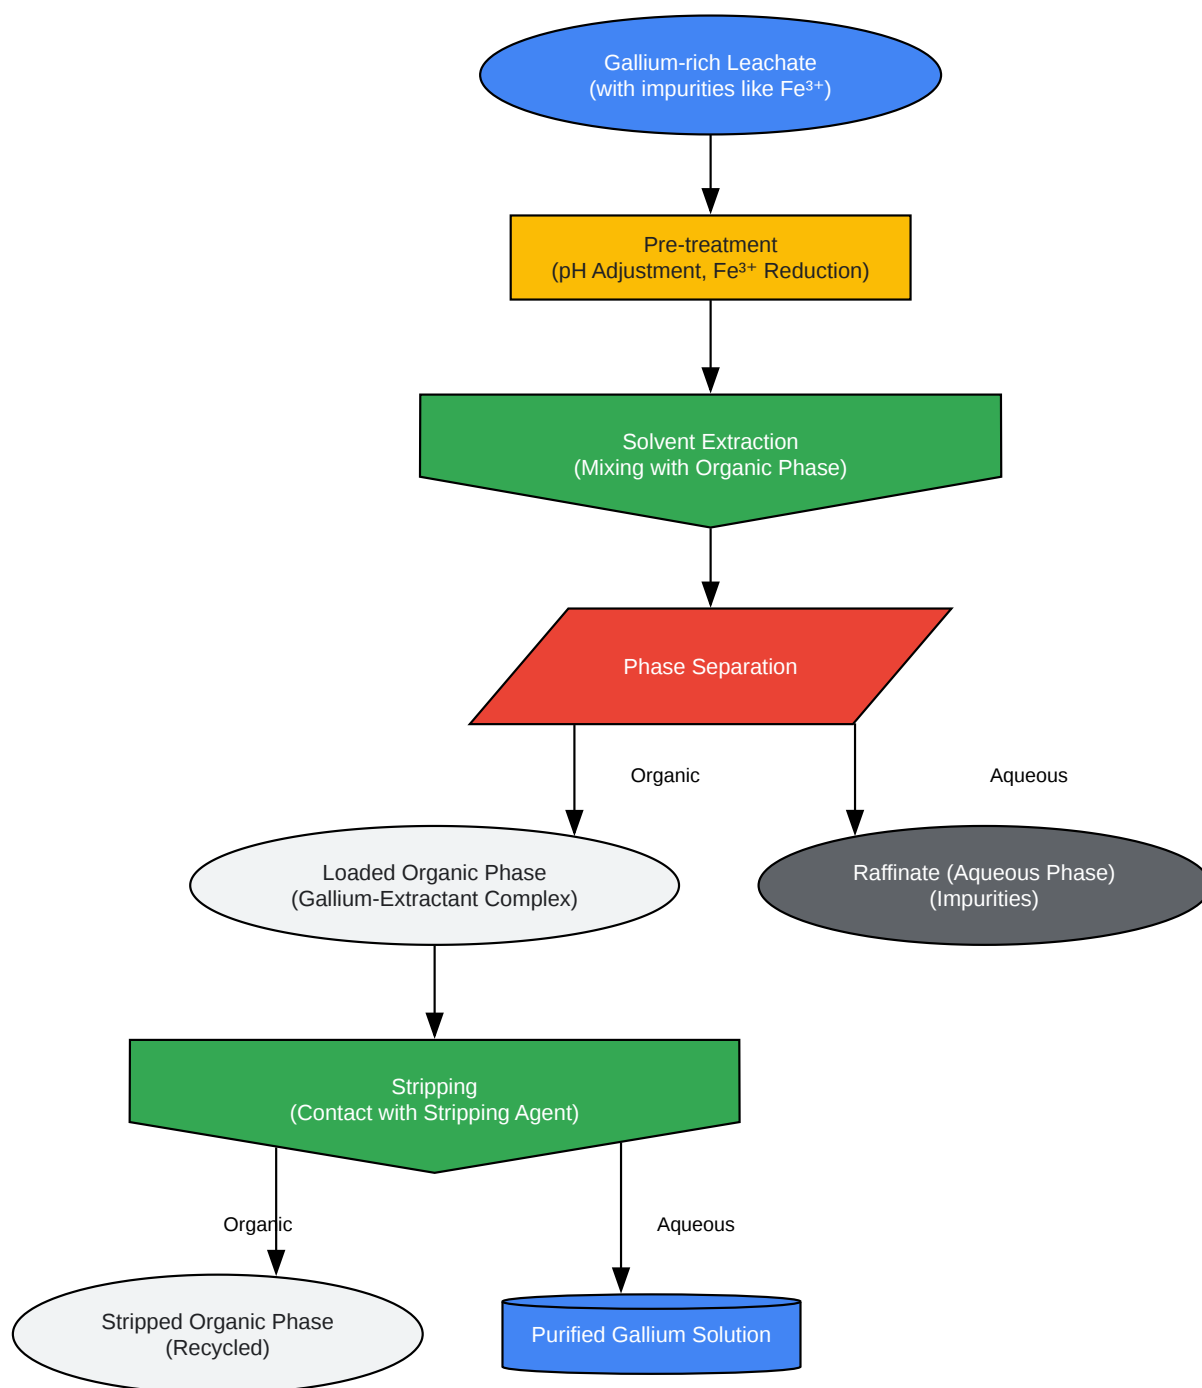 Gallium-rich Leachate
(with impurities like Fe³⁺)
Pre-treatment
(pH Adjustment, Fe³⁺ Reduction)
Solvent Extraction
(Mixing with Organic Phase)
Phase Separation
Organic
Aqueous
Loaded Organic Phase
(Gallium-Extractant Complex)
Raffinate (Aqueous Phase)
(Impurities)
Stripping
(Contact with Stripping Agent)
Organic
Aqueous
Stripped Organic Phase
(Recycled)
Purified Gallium Solution